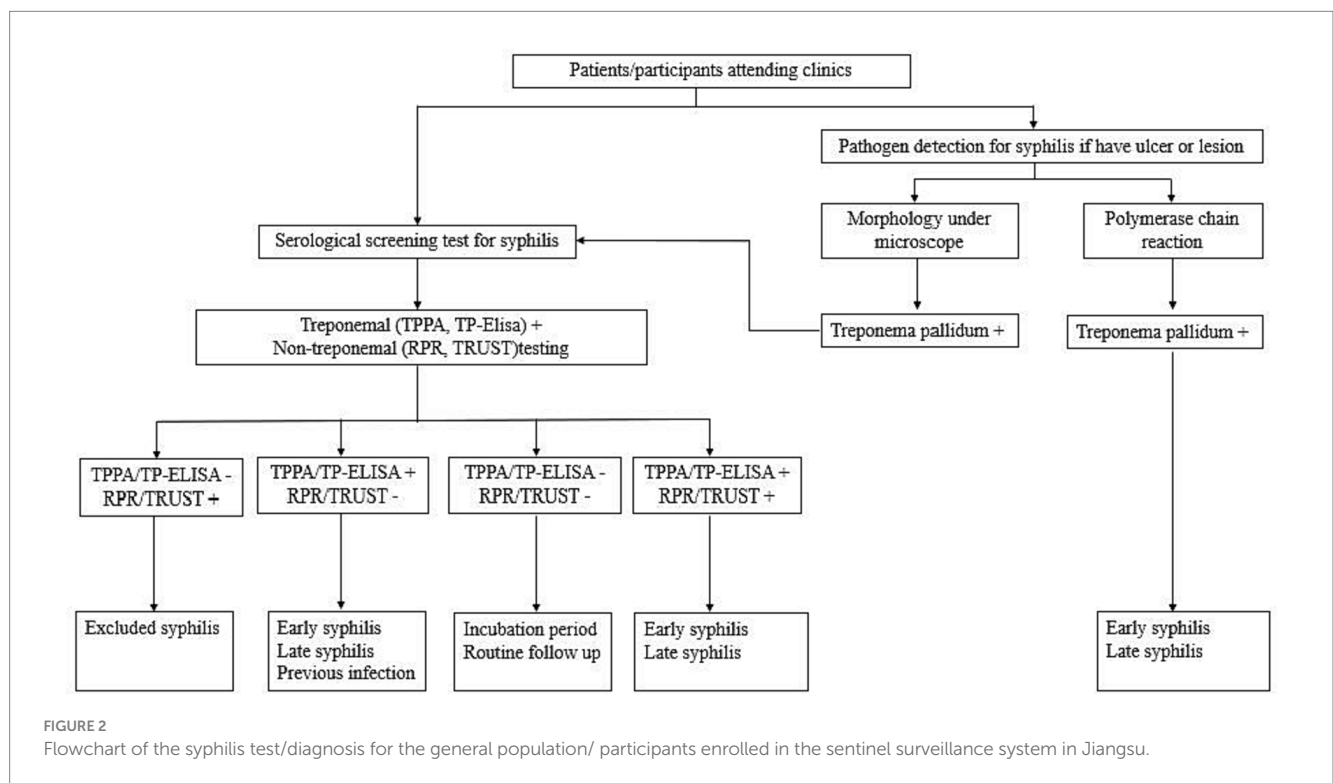 Patients/participants attending clinics
Pathogen detection for syphilis if have ulcer or lesion
Morphology under
microscope
Polymerase chain
reaction
Serological screening test for syphilis
Treponemal (TPPA, TP-Elisa) +
Non-treponemal (RPR, TRUST)testing
Treponema pallidum +
Treponema pallidum +
TPPA/TP-ELISA -
RPR/TRUST +
TPPA/TP-ELISA +
RPR/TRUST -
TPPA/TP-ELISA -
RPR/TRUST -
TPPA/TP-ELISA +
RPR/TRUST +
Excluded syphilis
Early syphilis
Late syphilis
Previous infection
Incubation period
Routine follow up
Early syphilis
Late syphilis
Early syphilis
Late syphilis
FIGURE 2
Flowchart of the syphilis test/diagnosis for the general population/ participants enrolled in the sentinel surveillance system in Jiangsu.